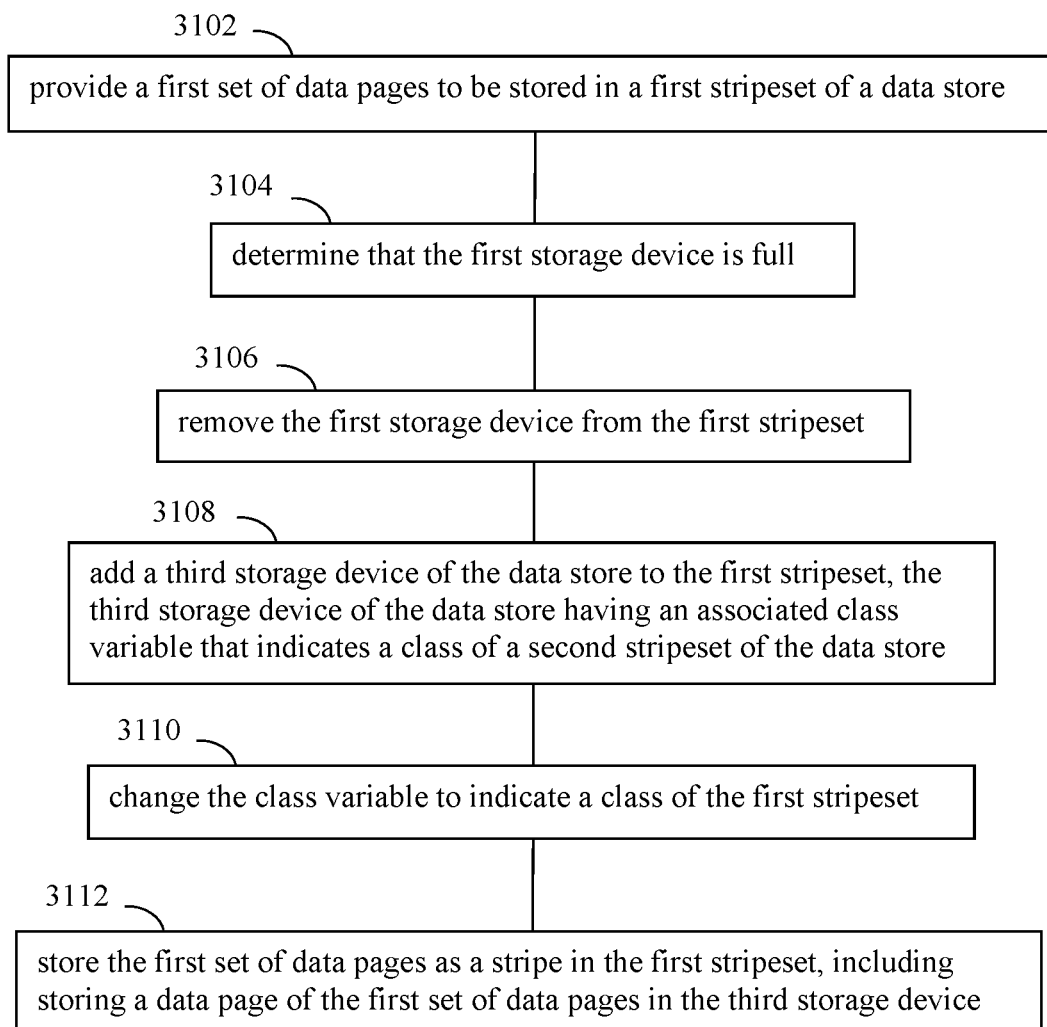 3102
provide a first set of data pages to be stored in a first stripeset of a data store
3104
determine that the first storage device is full
3106
remove the first storage device from the first stripeset
3108
add a third storage device of the data store to the first stripeset, the
third storage device of the data store having an associated class
variable that indicates a class of a second stripeset of the data store
3110
change the class variable to indicate a class of the first stripeset
3112
store the first set of data pages as a stripe in the first stripeset, including
storing a data page of the first set of data pages in the third storage device